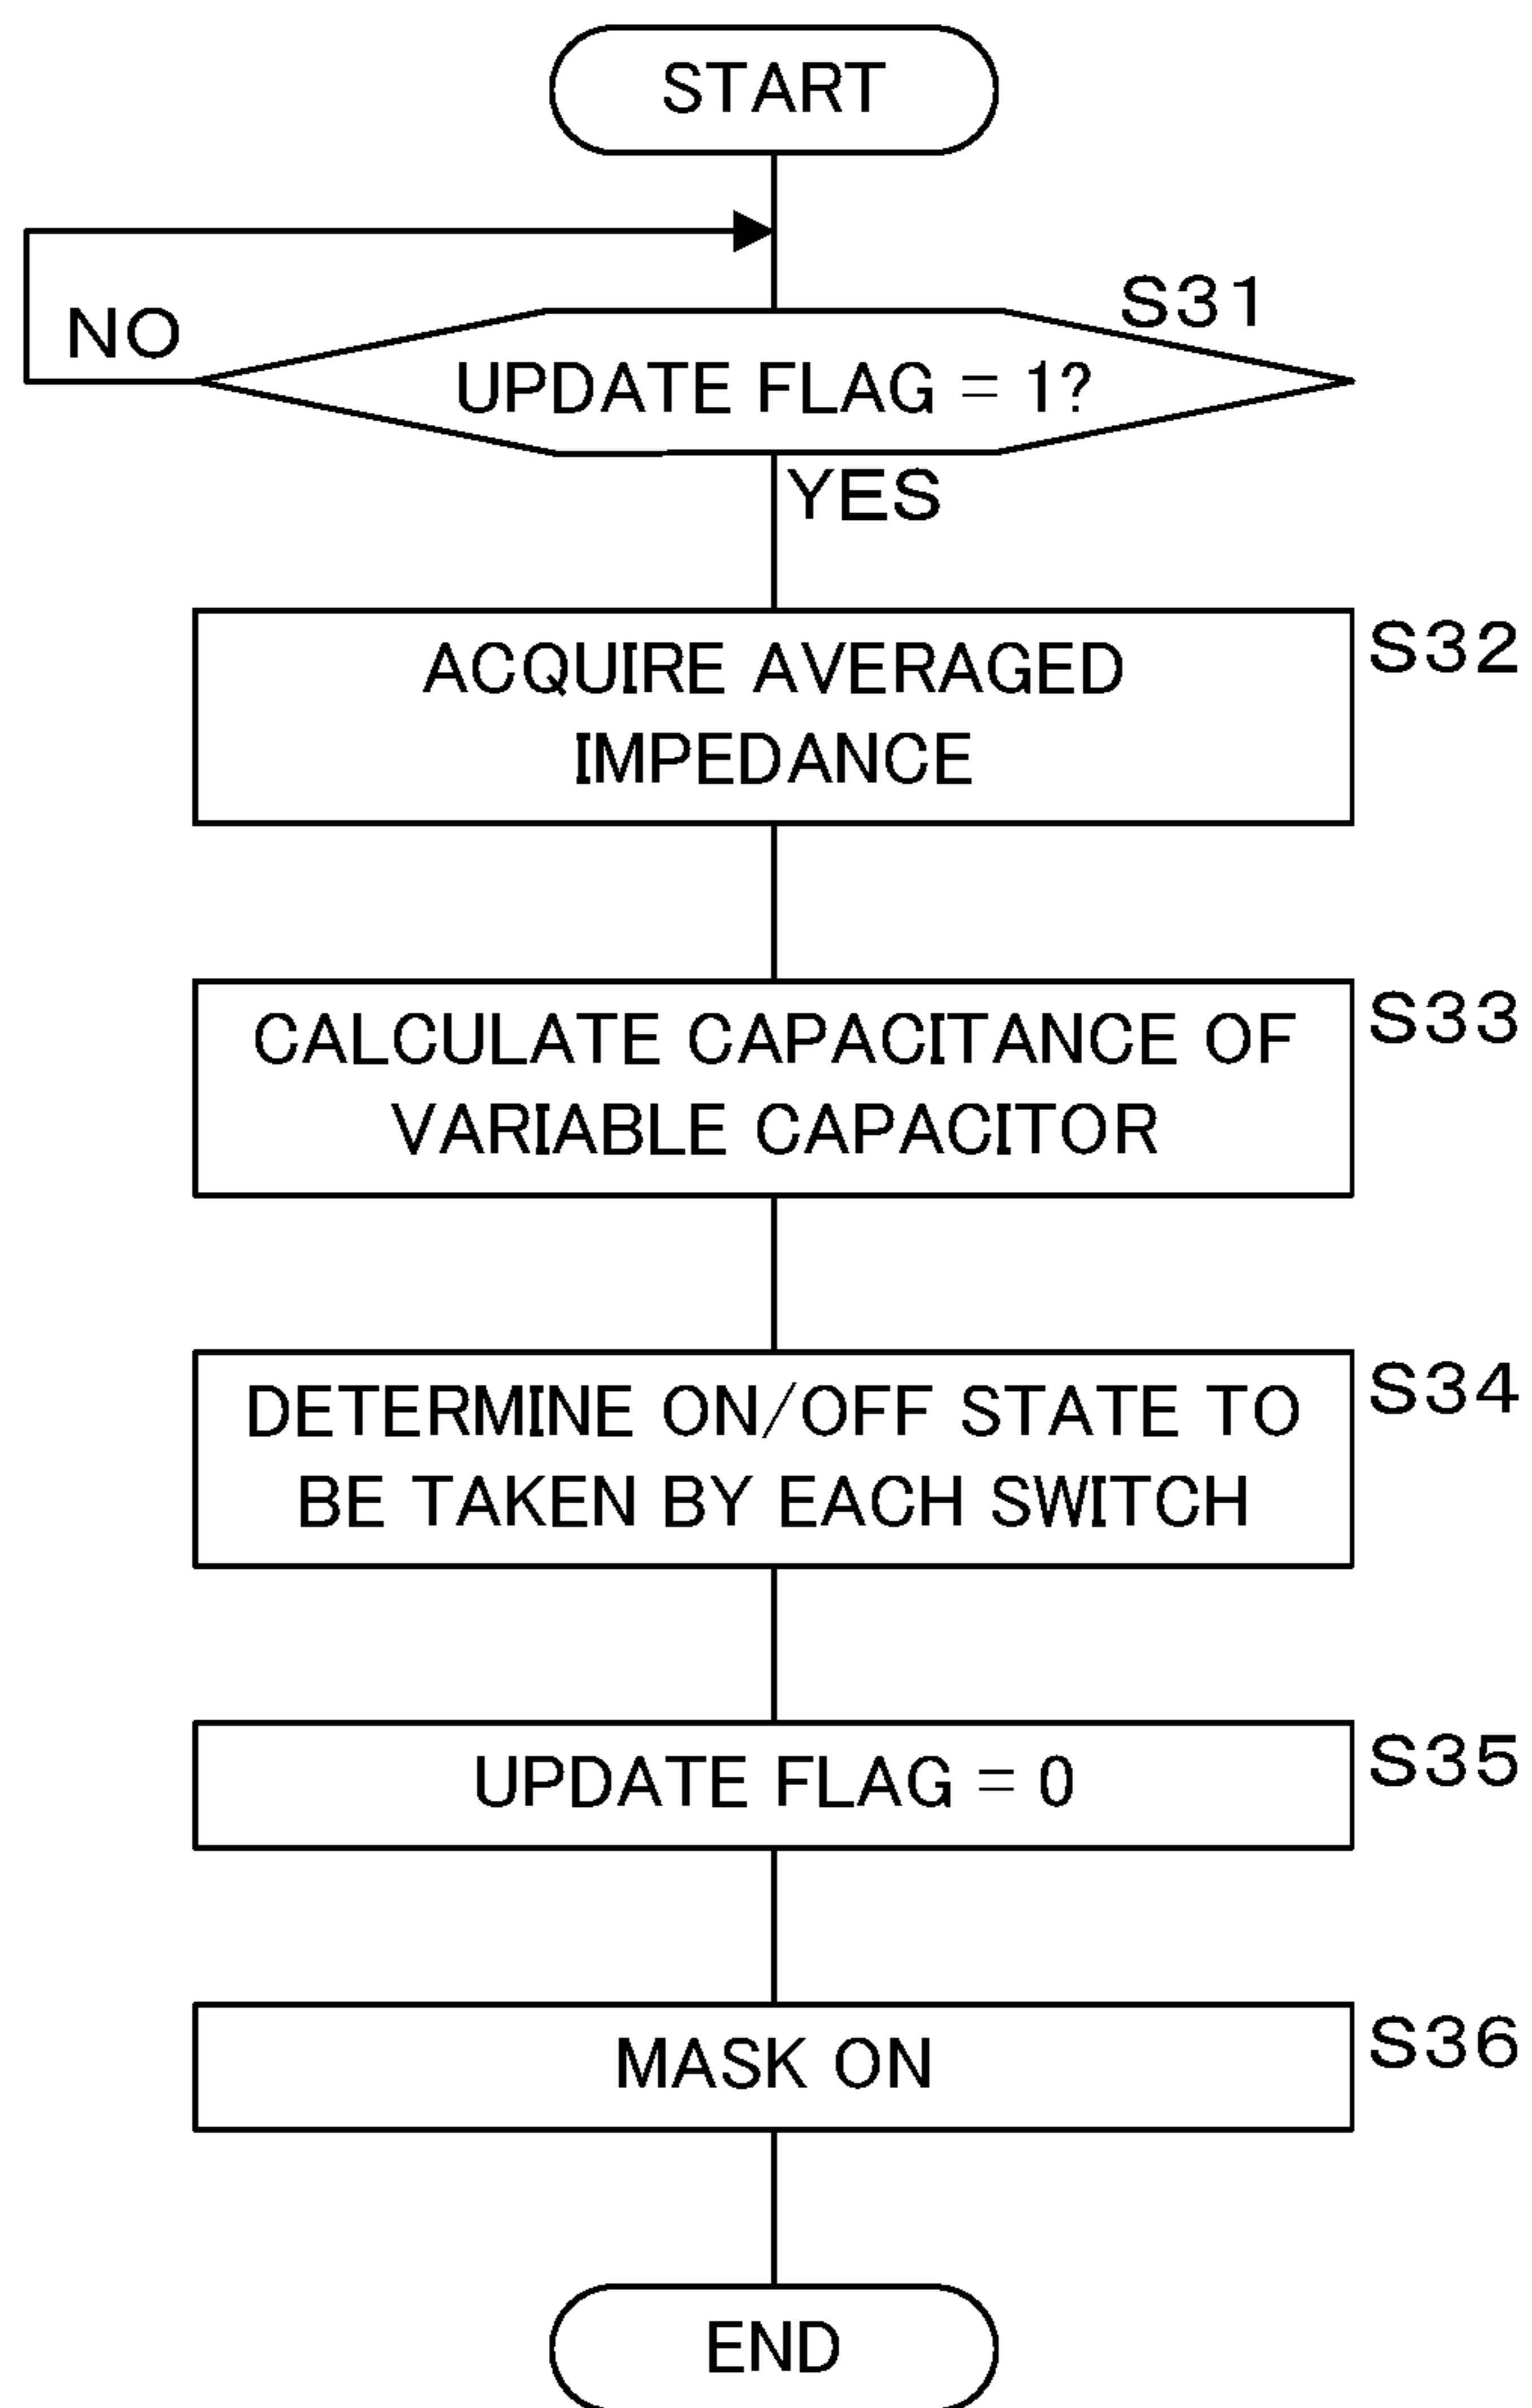 START
S31
NO
UPDATE FLAG = 1?
YES
S32
ACQUIRE AVERAGED
IMPEDANCE
S33
CALCULATE CAPACITANCE OF
VARIABLE CAPACITOR
S34
DETERMINE ON/OFF STATE TO
BE TAKEN BY EACH SWITCH
S35
UPDATE FLAG = 0
S36
MASK ON
END